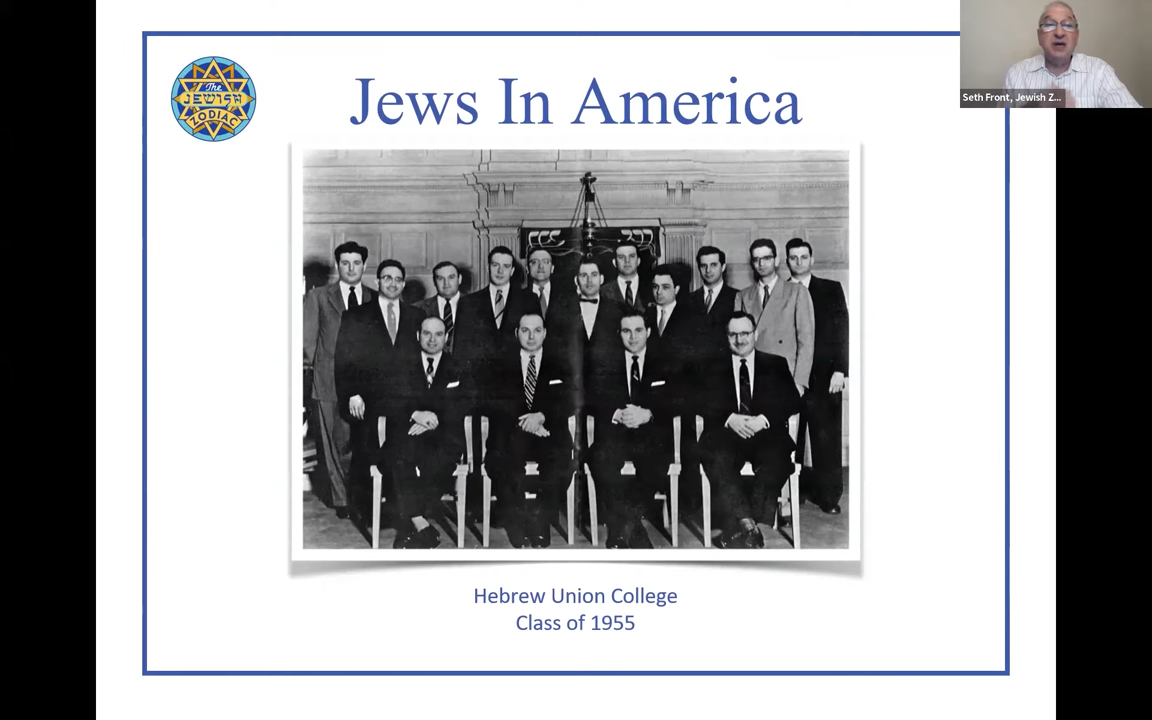 Jews In America
The
JEWISH
ZODIAC
Seth Front, Jewish Z...
Hebrew Union College
Class of 1955